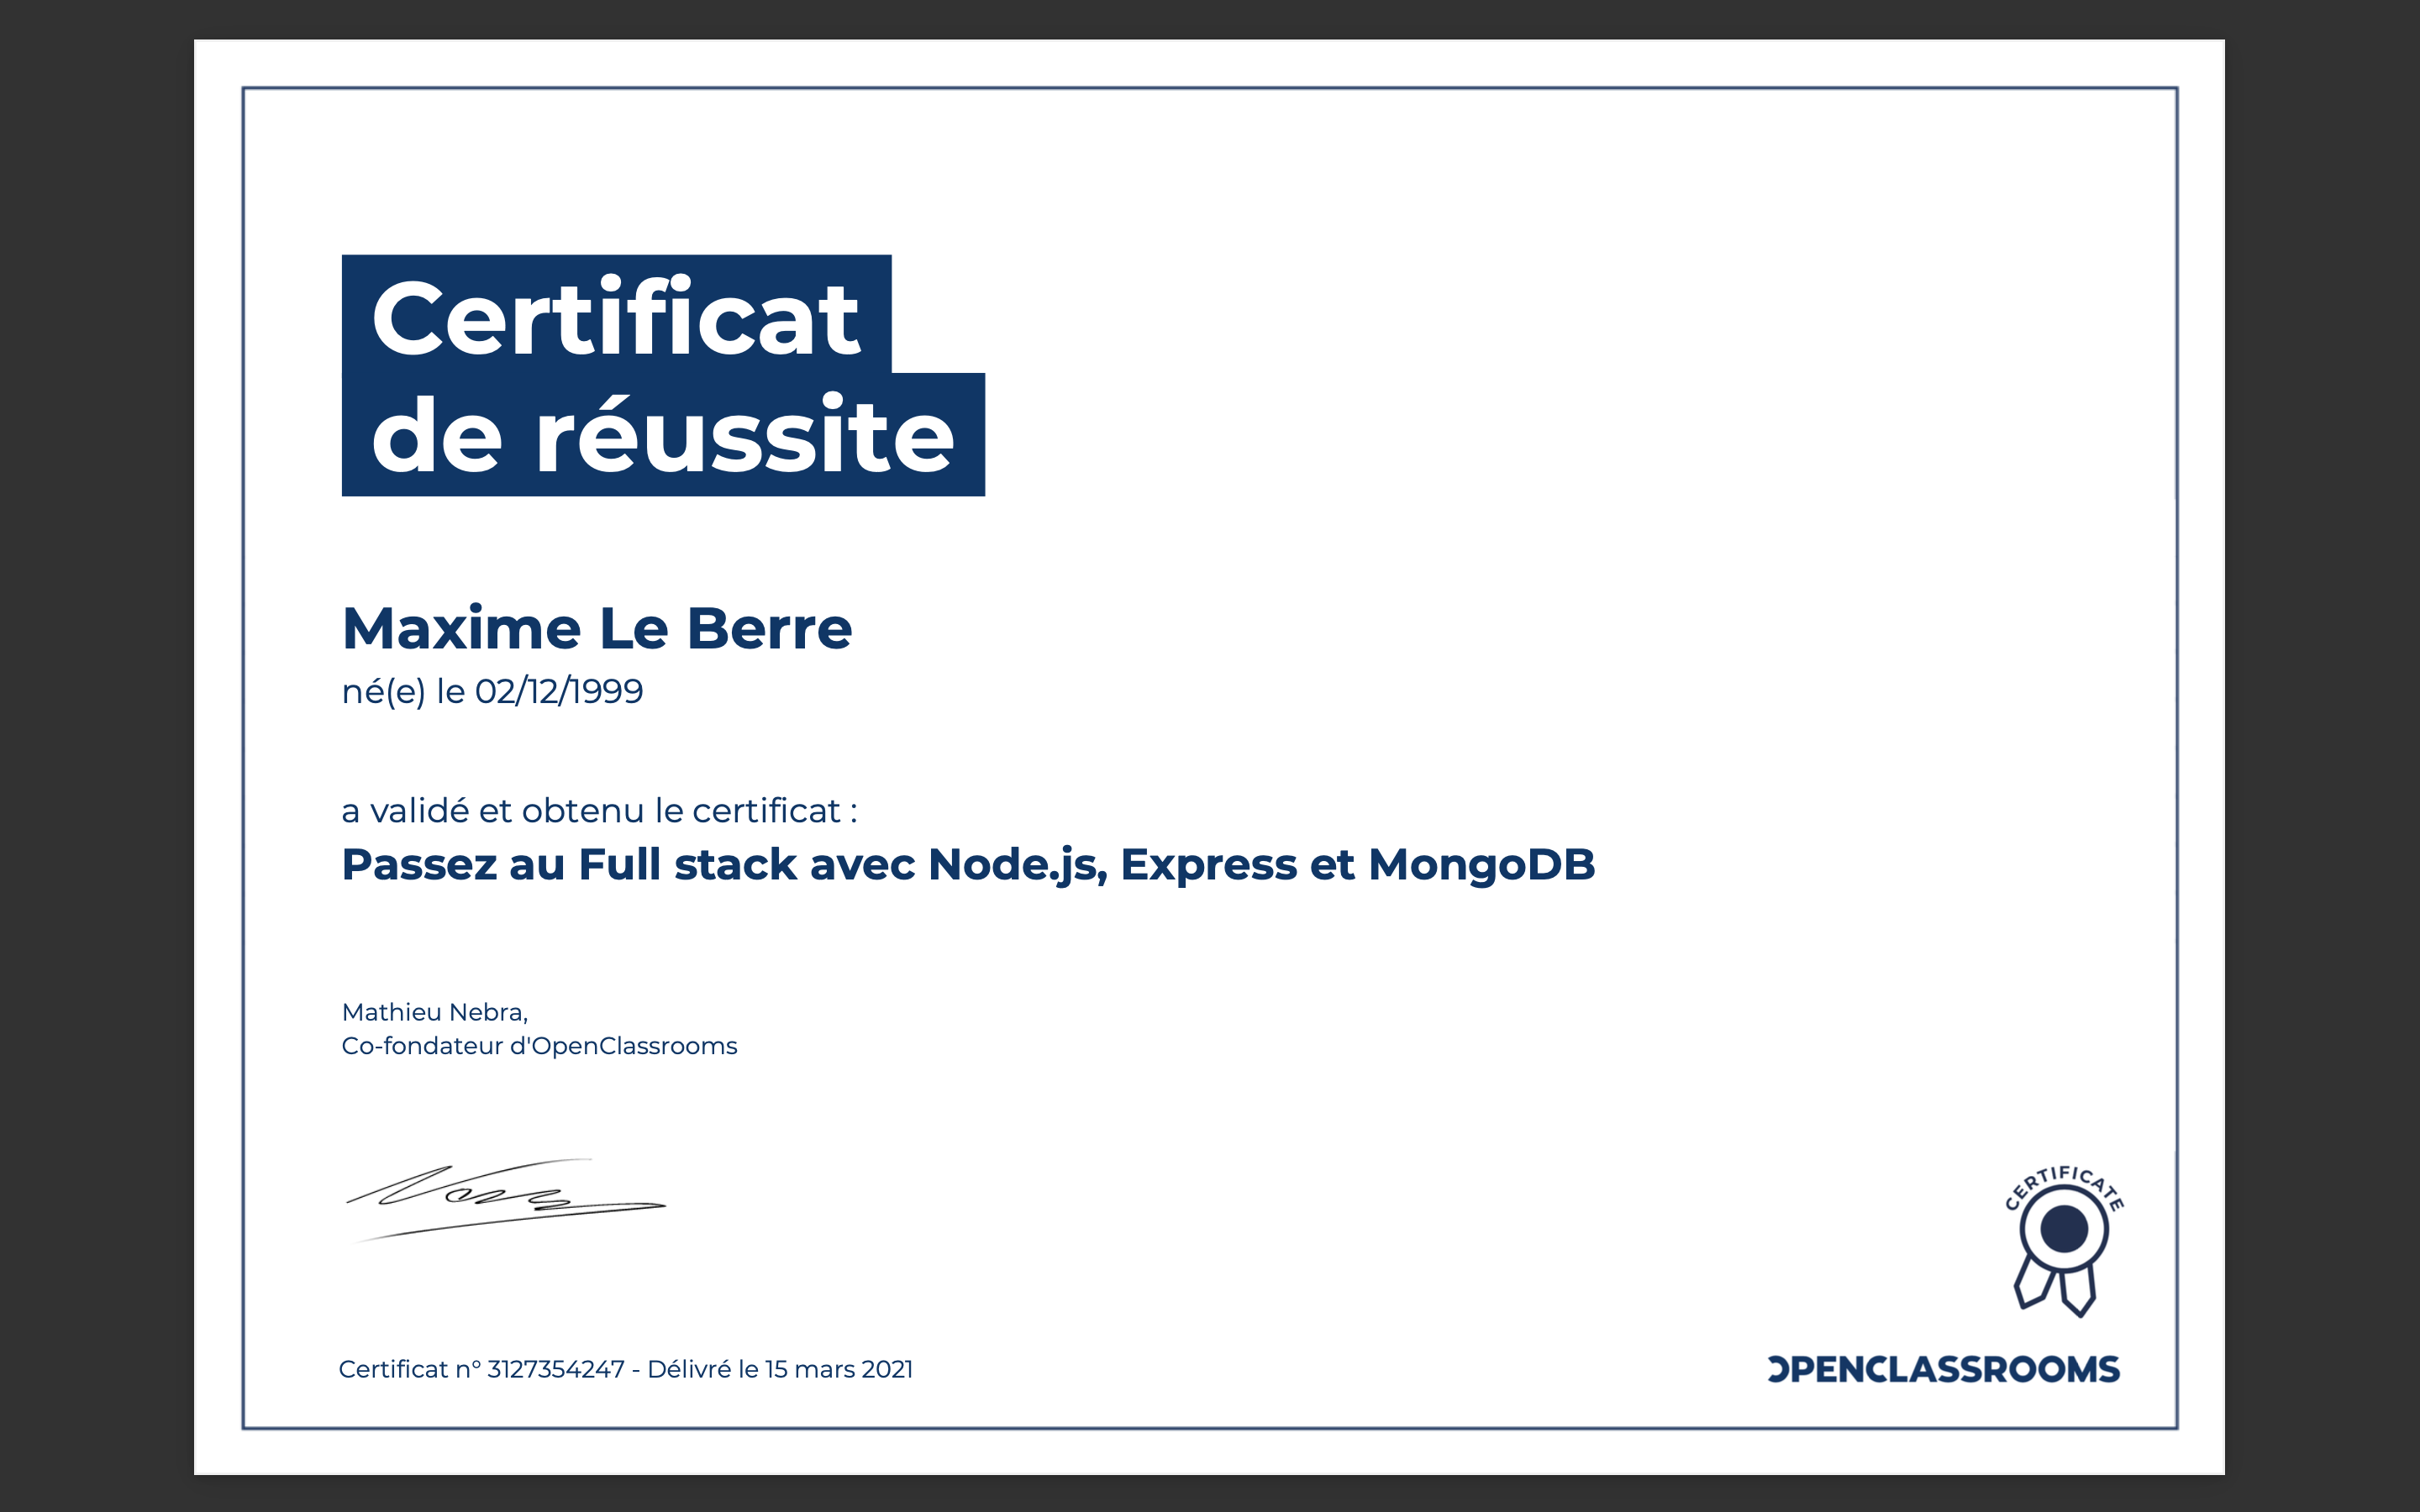 Certificat
de réussite
Maxime Le Berre
né(e) le 02/12/1999
a validé et obtenu le certificat :
Passez au Full stack avec Node.js, Express et MongoDB
Mathieu Nebra,
Co-fondateur d'OpenClassrooms
CERTIFICATE
Certificat n° 3127354247 - Délivré le 15 mars 2021
OPENCLASSROOMS